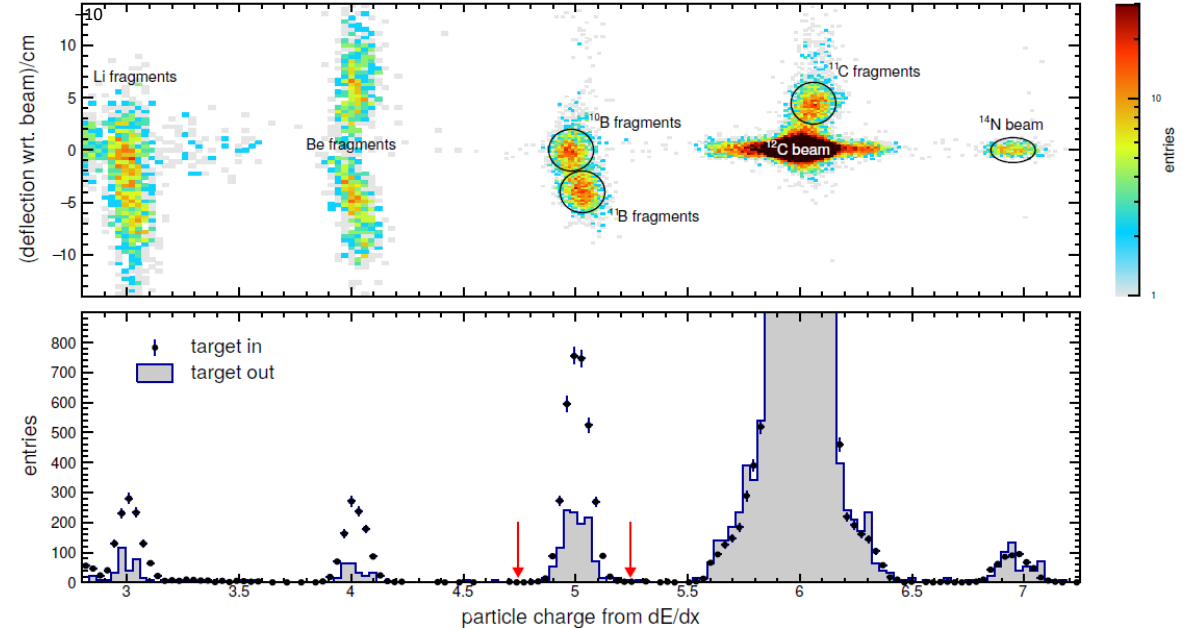 −10
10
5
0
−5
−10
(deflection wrt. beam)/cm
Li fragments
Be fragments
¹⁰B fragments
¹¹B fragments
¹¹C fragments
¹²C beam
¹⁴N beam
10
1
entries
800
700
600
500
400
300
200
100
0
entries
target in
target out
3 3.5 4 4.5 5 5.5 6 6.5 7
particle charge from dE/dx